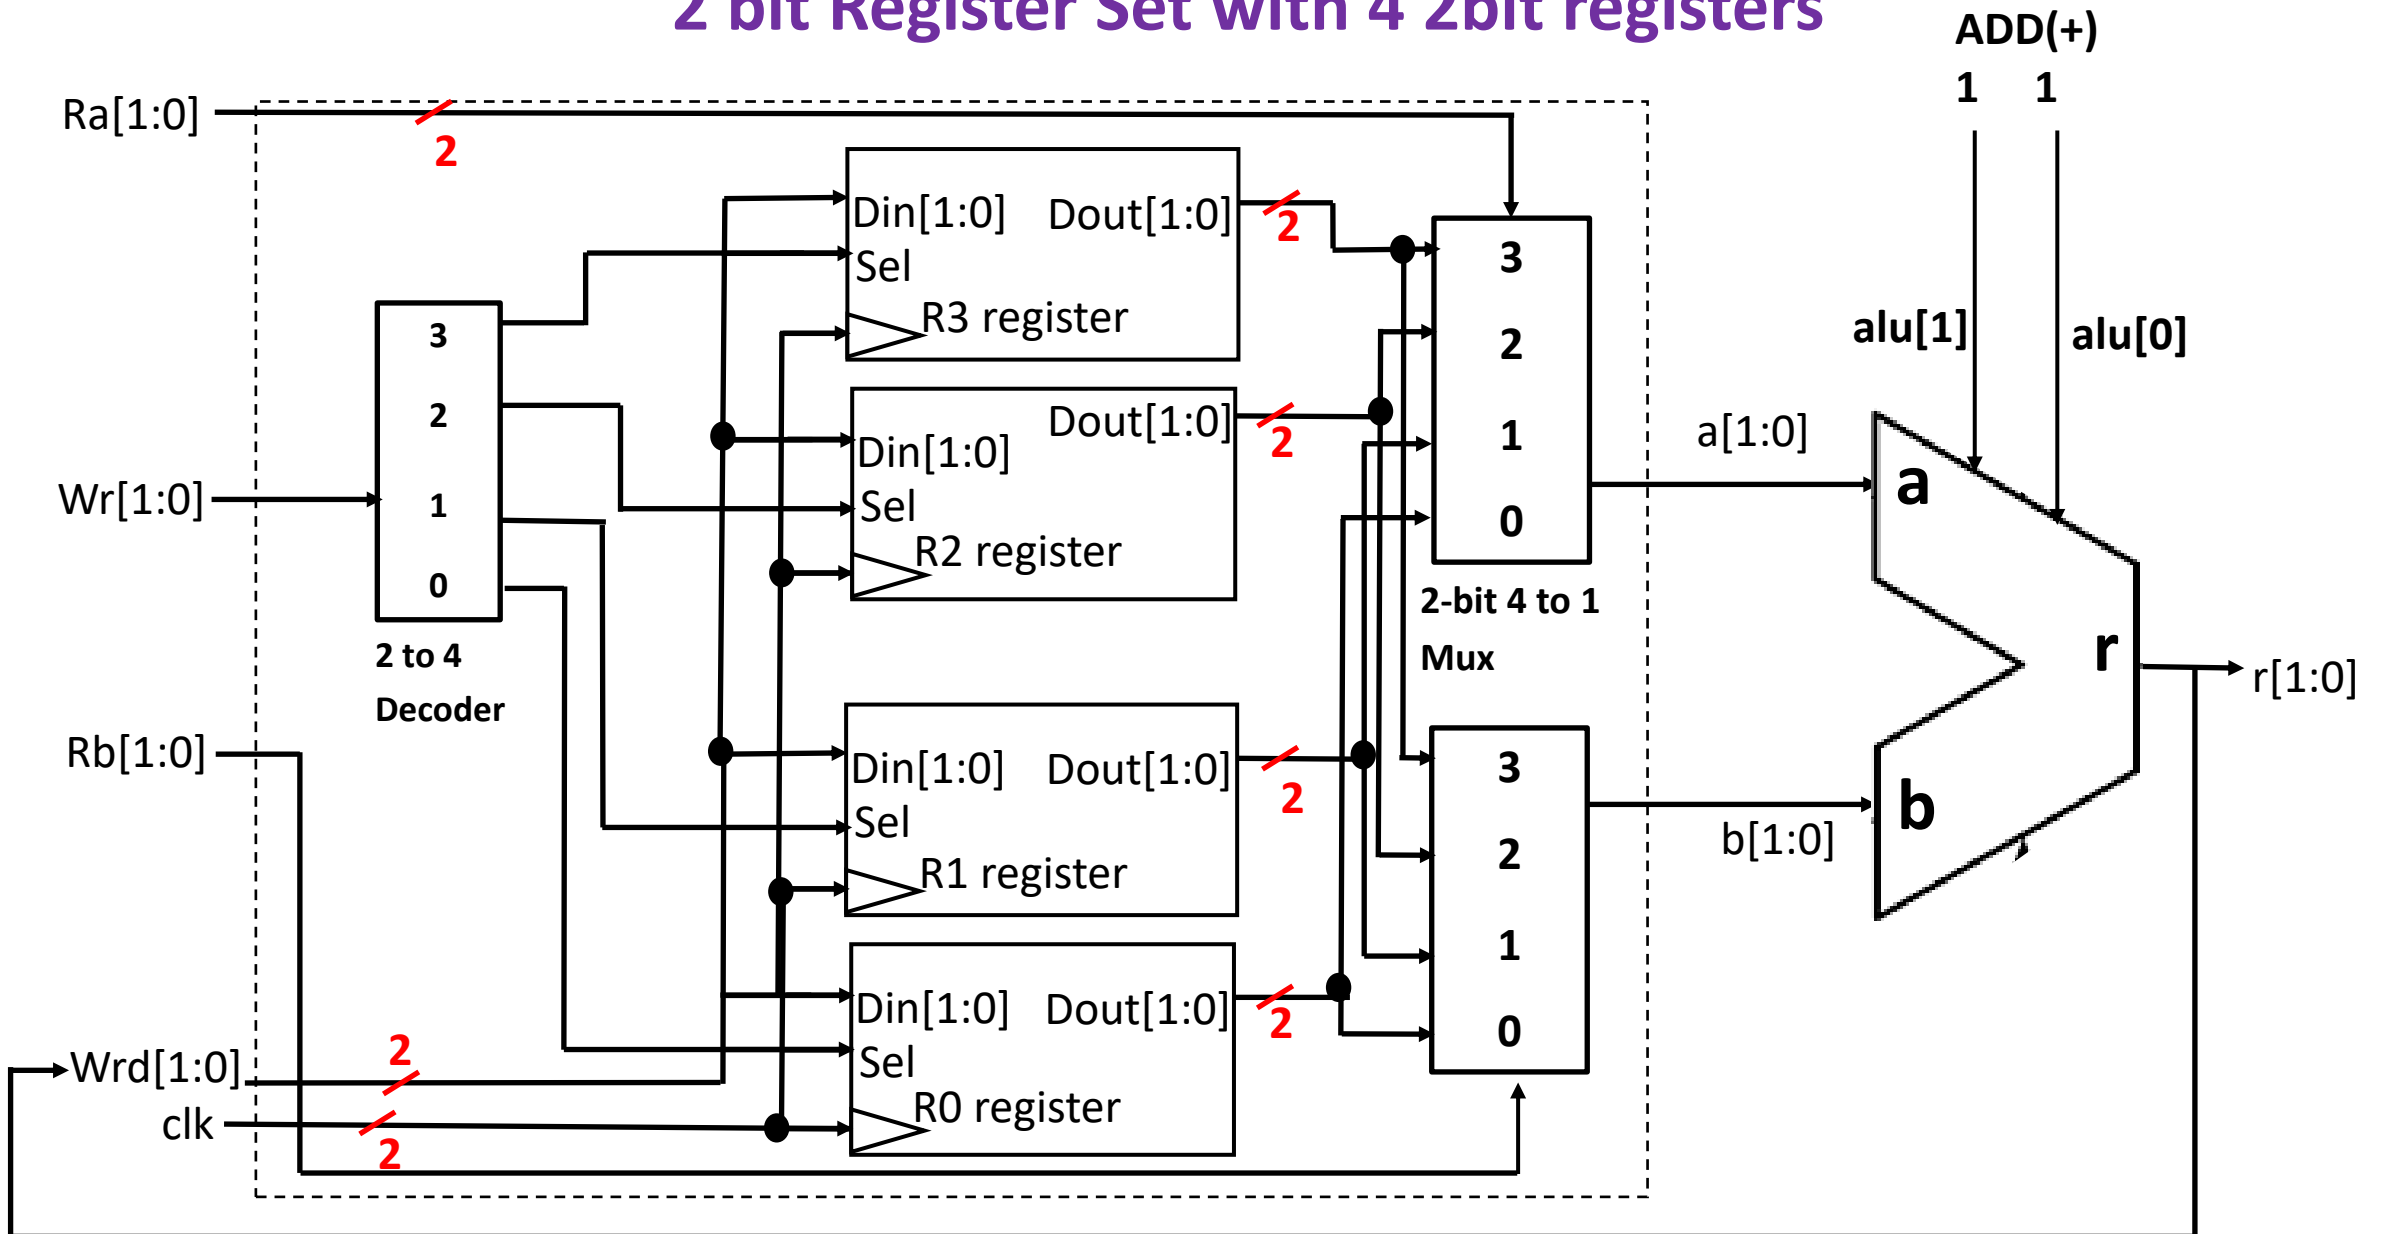 2 bit Register Set with 4 2bit registers
ADD(+)
1 1
Ra[1:0]
2
Din[1:0] Dout[1:0]
2
Sel
R3 register
3
2
1
0
2-bit 4 to 1
Mux
alu[1]
alu[0]
3
2
1
0
2 to 4
Decoder
Dout[1:0]
2
Din[1:0]
Sel
R2 register
a[1:0]
a
Wr[1:0]
r
r[1:0]
Rb[1:0]
Din[1:0] Dout[1:0]
2
Sel
R1 register
3
2
1
0
b[1:0]
b
Din[1:0] Dout[1:0]
2
Sel
R0 register
Wrd[1:0]
2
clk
2